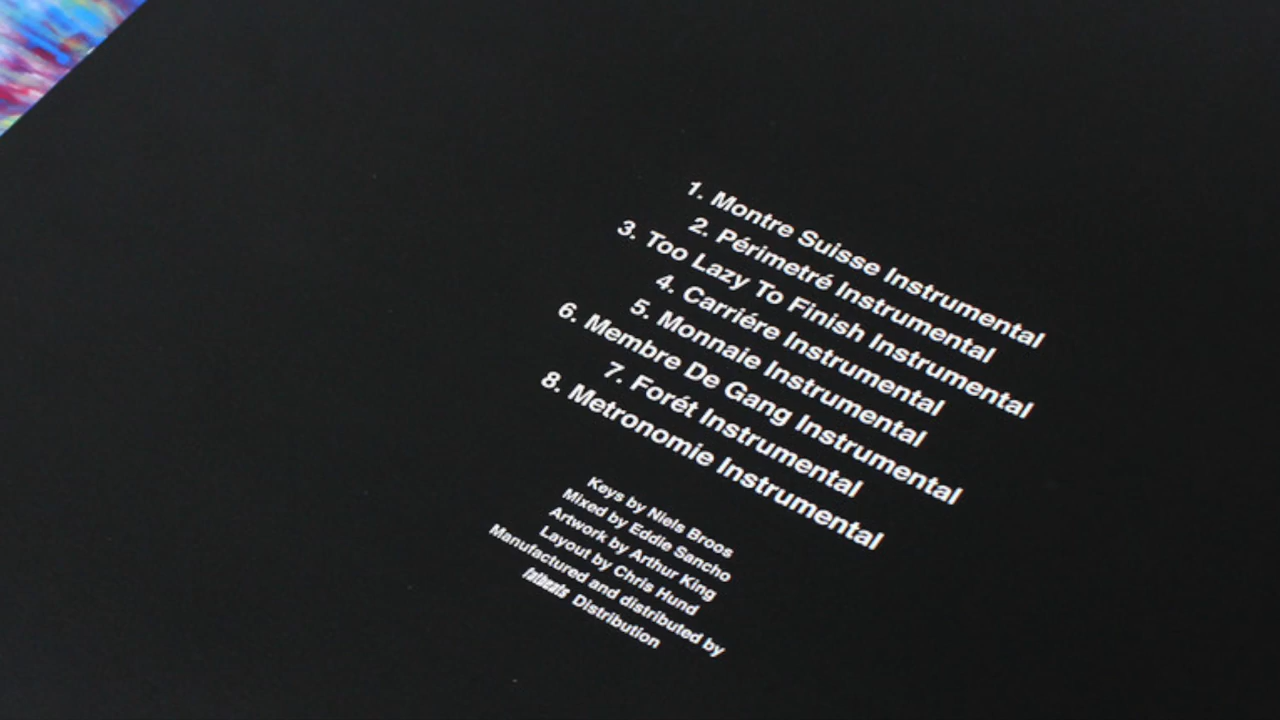 1. Montre Suisse Instrumental
2. Périmetré Instrumental
3. Too Lazy To Finish Instrumental
4. Carriére Instrumental
5. Monnaie Instrumental
6. Membre De Gang Instrumental
7. Forét Instrumental
8. Metronomie Instrumental
Keys by Niels Broos
Mixed by Eddie Sancho
Artwork by Arthur King
Layout by Chris Hund
Manufactured and distributed by
fatbeats Distribution